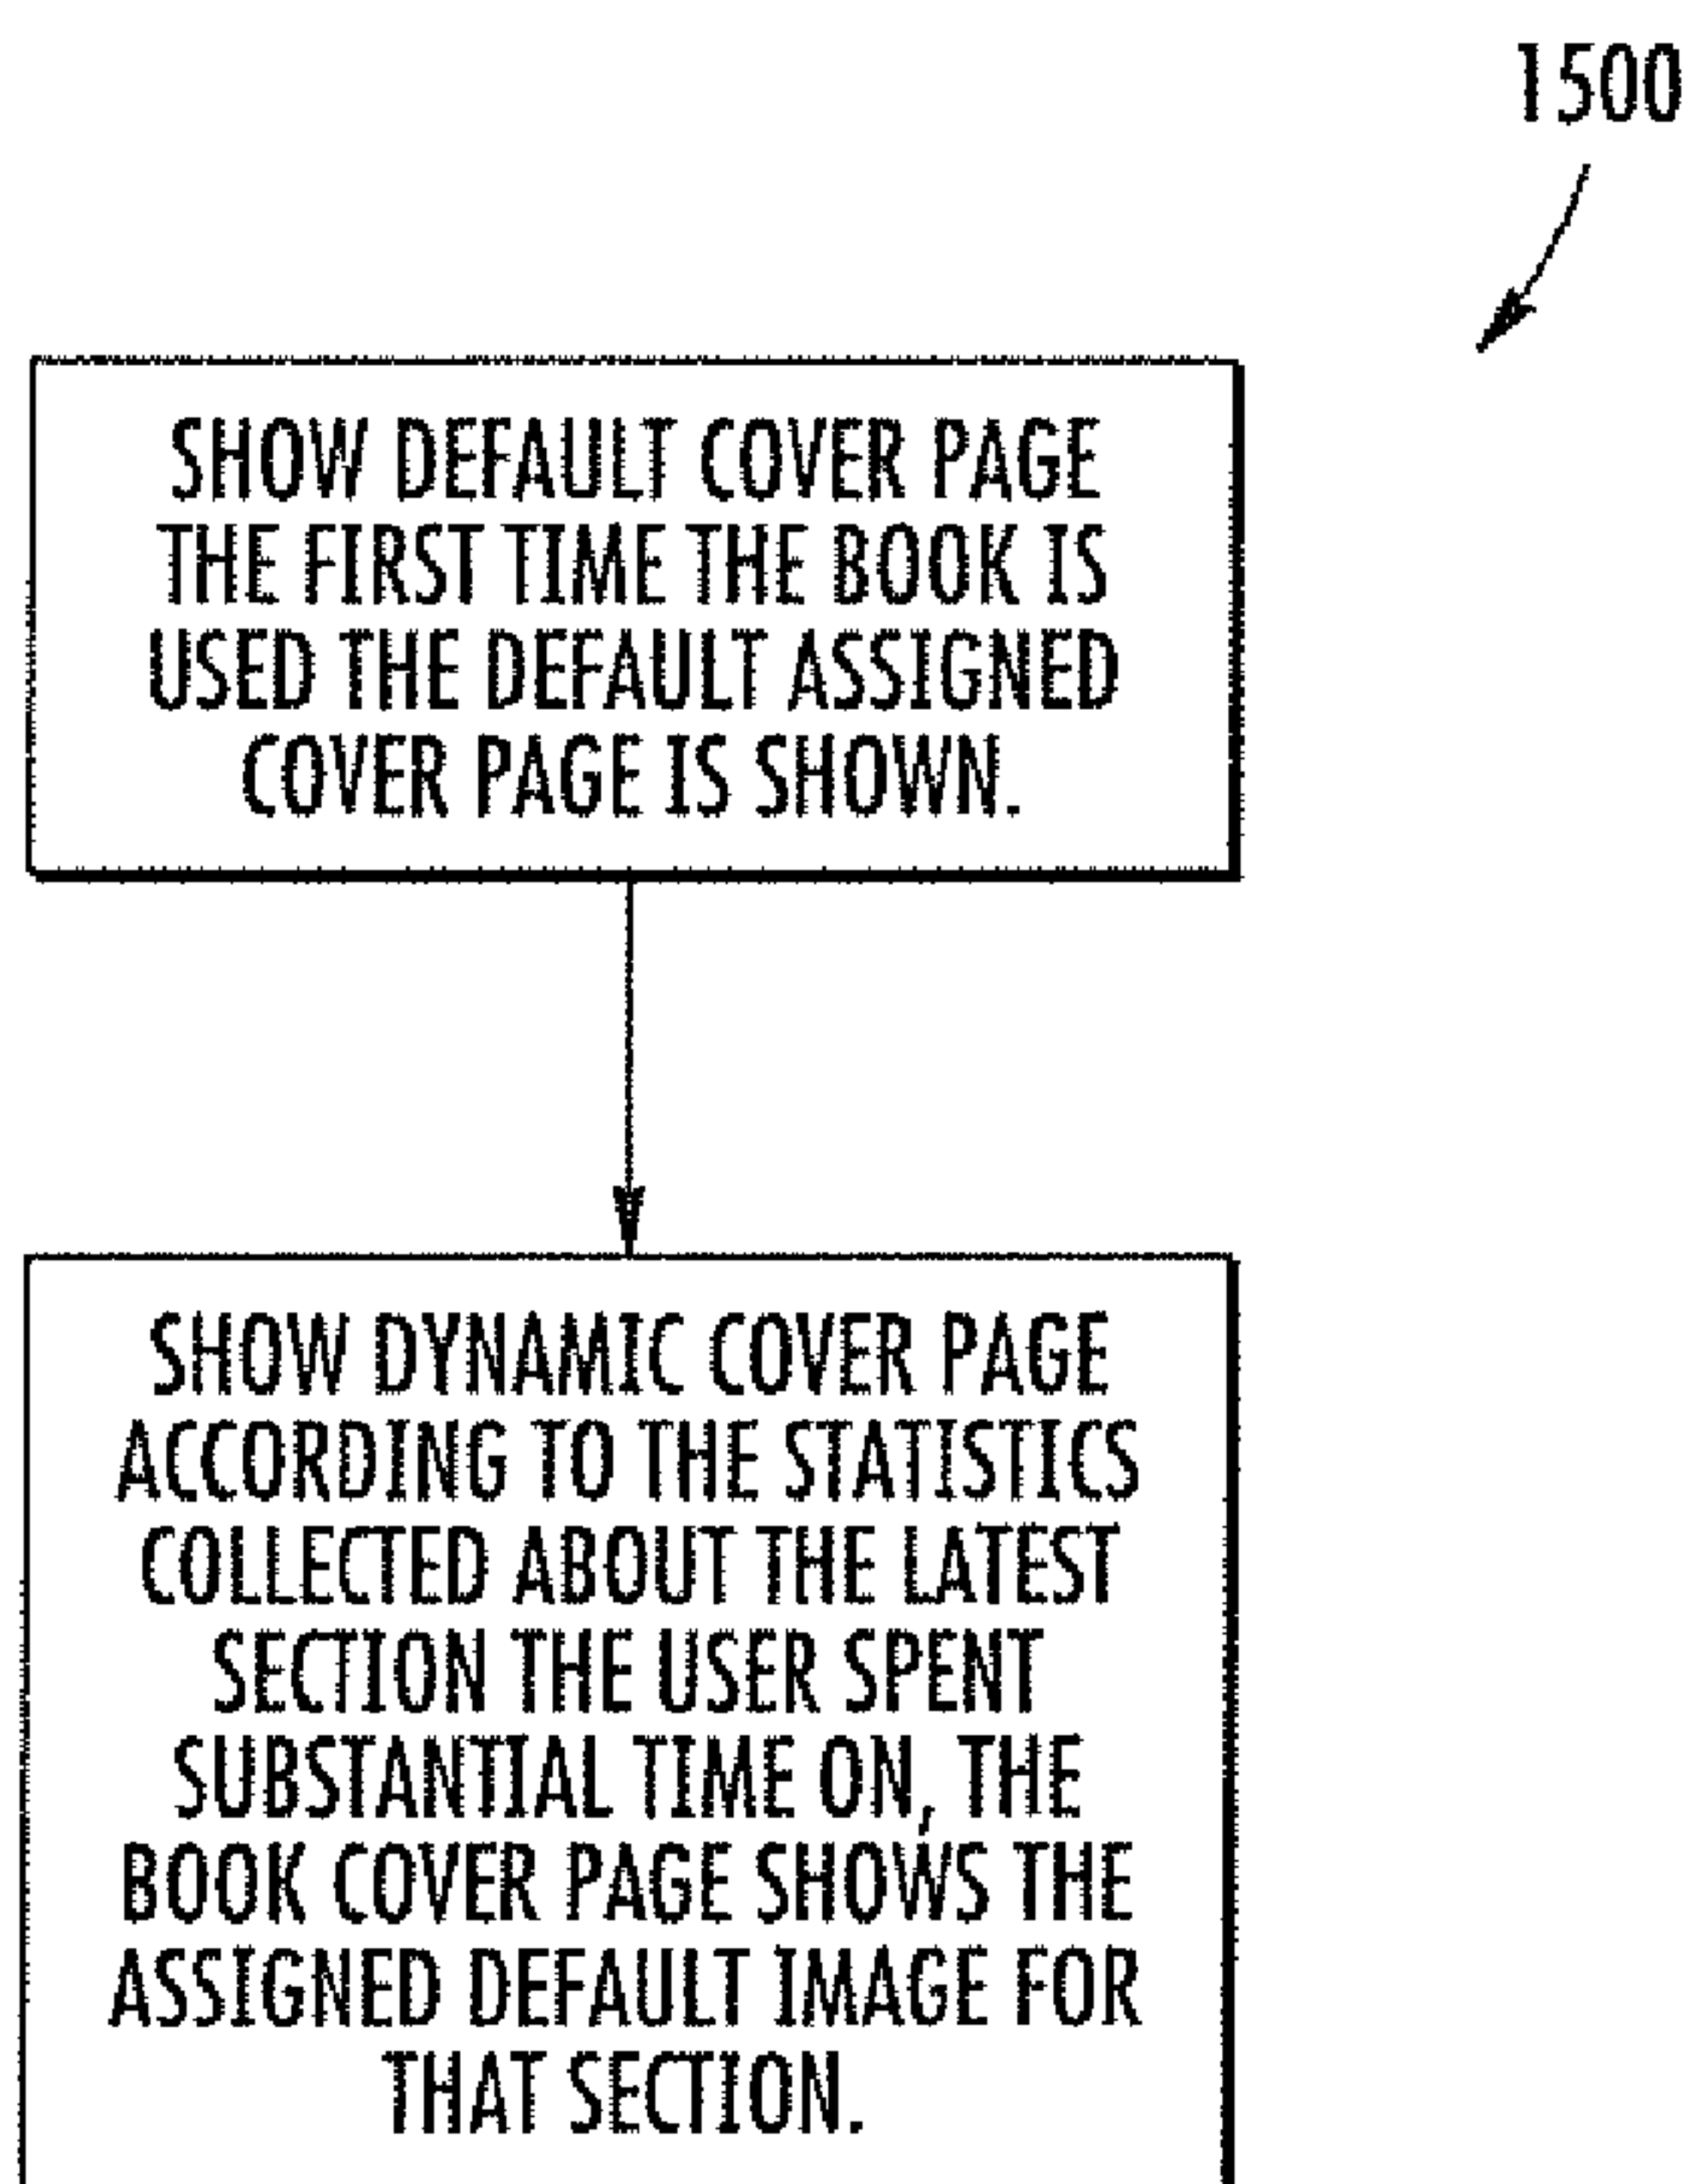 1500
SHOW DEFAULT COVER PAGE
THE FIRST TIME THE BOOK IS
USED THE DEFAULT ASSIGNED
COVER PAGE IS SHOWN.
SHOW DYNAMIC COVER PAGE
ACCORDING TO THE STATISTICS
COLLECTED ABOUT THE LATEST
SECTION THE USER SPENT
SUBSTANTIAL TIME ON, THE
BOOK COVER PAGE SHOWS THE
ASSIGNED DEFAULT IMAGE FOR
THAT SECTION.